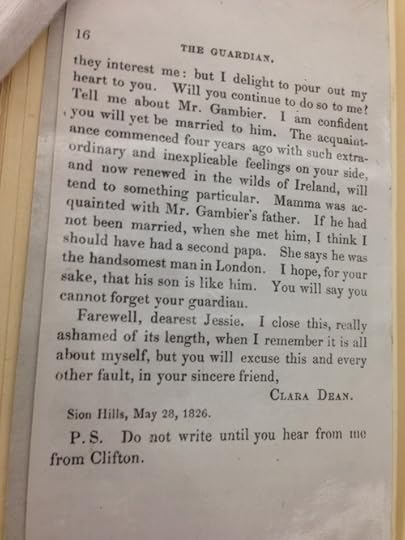 16
THE GUARDIAN.
they interest me: but I delight to pour out my
heart to you. Will you continue to do so to me?
Tell me about Mr. Gambier. I am confident
you will yet be married to him. The acquaint-
ance commenced four years ago with such extra-
ordinary and inexplicable feelings on your side,
and now renewed in the wilds of Ireland, will
tend to something particular. Mamma was ac-
quainted with Mr. Gambier's father. If he had
not been married, when she met him, I think I
should have had a second papa. She says he was
the handsomest man in London. I hope, for your
sake, that his son is like him. You will say you
cannot forget your guardian.
Farewell, dearest Jessie. I close this, really
ashamed of its length, when I remember it is all
about myself, but you will excuse this and every
other fault, in your sincere friend,
CLARA DEAN.
Sion Hills, May 28, 1826.
P. S. Do not write until you hear from me
from Clifton.